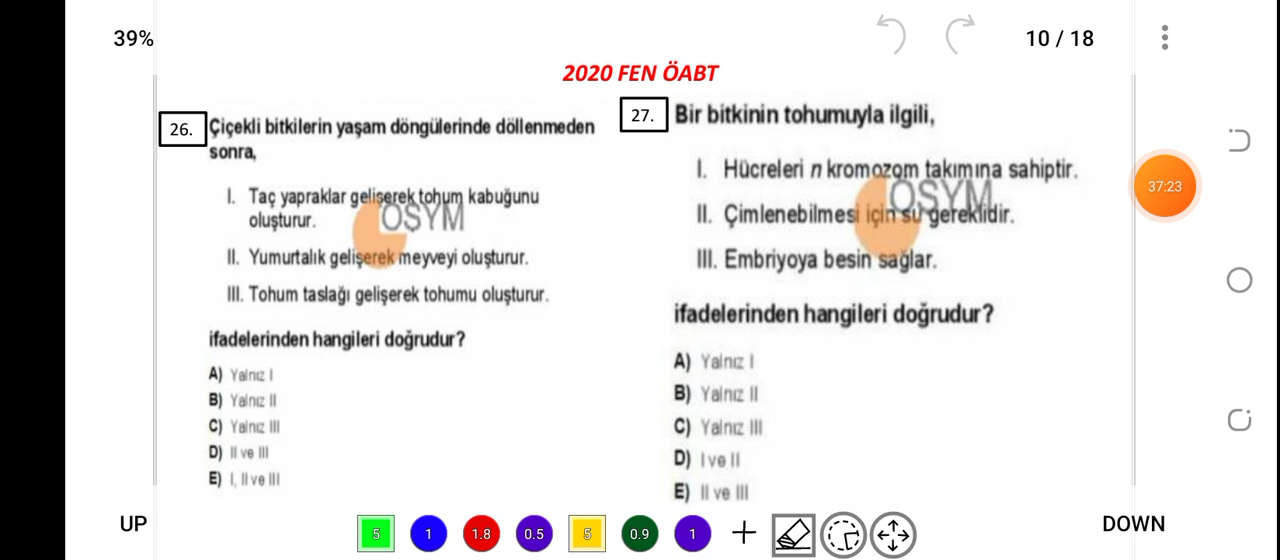 39%
10 / 18
2020 FEN ÖABT
26.
Çiçekli bitkilerin yaşam döngülerinde döllenmeden
sonra,
I. Taç yapraklar gelişerek tohum kabuğunu
oluşturur.
II. Yumurtalık gelişerek meyveyi oluşturur.
III. Tohum taslağı gelişerek tohumu oluşturur.
ifadelerinden hangileri doğrudur?
A) Yalnız I
B) Yalnız II
C) Yalnız III
D) II ve III
E) I, II ve III
ÖSYM
27.
Bir bitkinin tohumuyla ilgili,
I. Hücreleri n kromozom takımına sahiptir.
II. Çimlenebilmesi için su gereklidir.
III. Embriyoya besin sağlar.
ifadelerinden hangileri doğrudur?
A) Yalnız I
B) Yalnız II
C) Yalnız III
D) I ve II
E) II ve III
ÖSYM
37:23
UP
5
1
1.8
0.5
5
0.9
1
DOWN